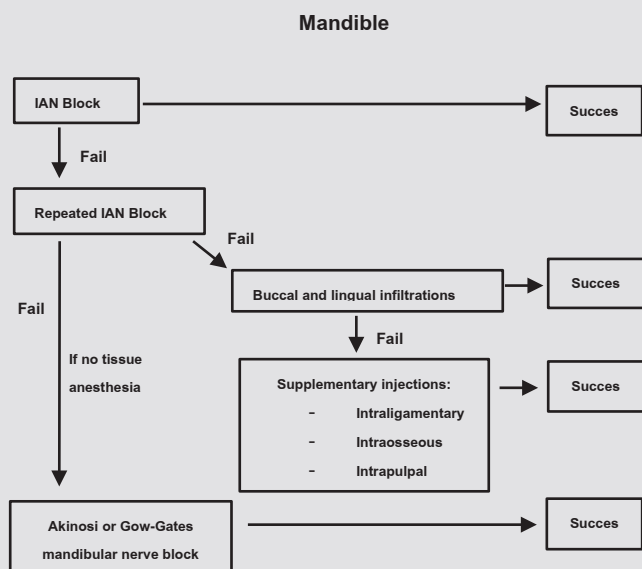 Mandible
IAN Block
Succes
Fail
Repeated IAN Block
Fail
Buccal and lingual infiltrations
Succes
Fail
Fail
If no tissue
anesthesia
Supplementary injections:
- Intraligamentary
- Intraosseous
- Intrapulpal
Succes
Akinosi or Gow-Gates
mandibular nerve block
Succes